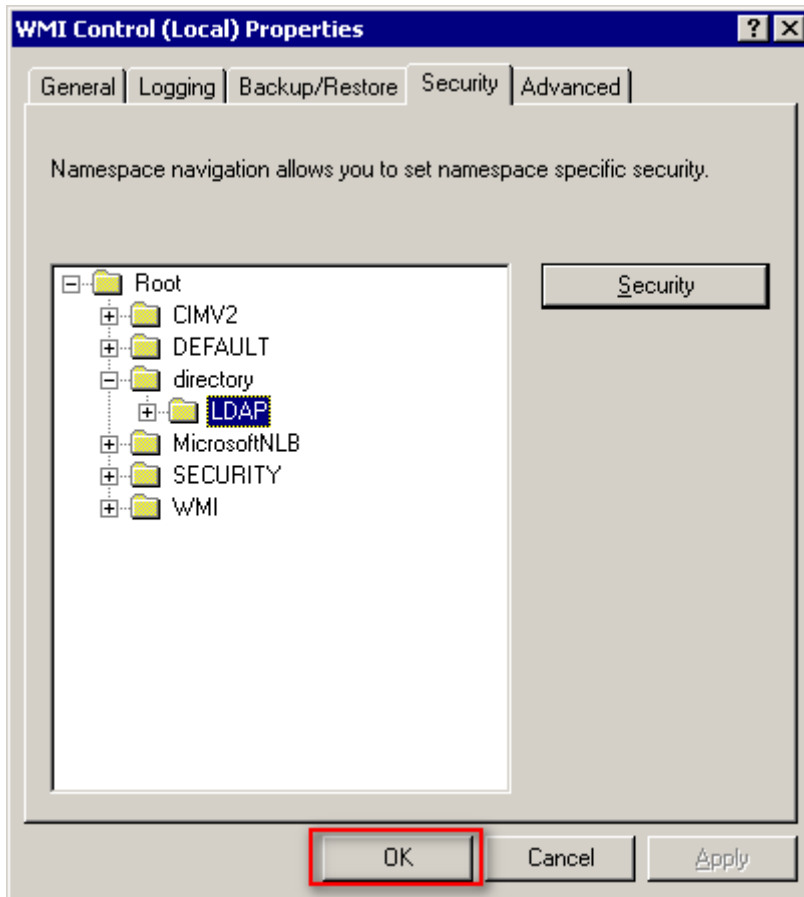 WMI Control (Local) Properties
General Logging Backup/Restore Security Advanced
Namespace navigation allows you to set namespace specific security.
Root
Security
CIMV2
DEFAULT
directory
LDAP
MicrosoftNLB
SECURITY
WMI
OK Cancel Apply